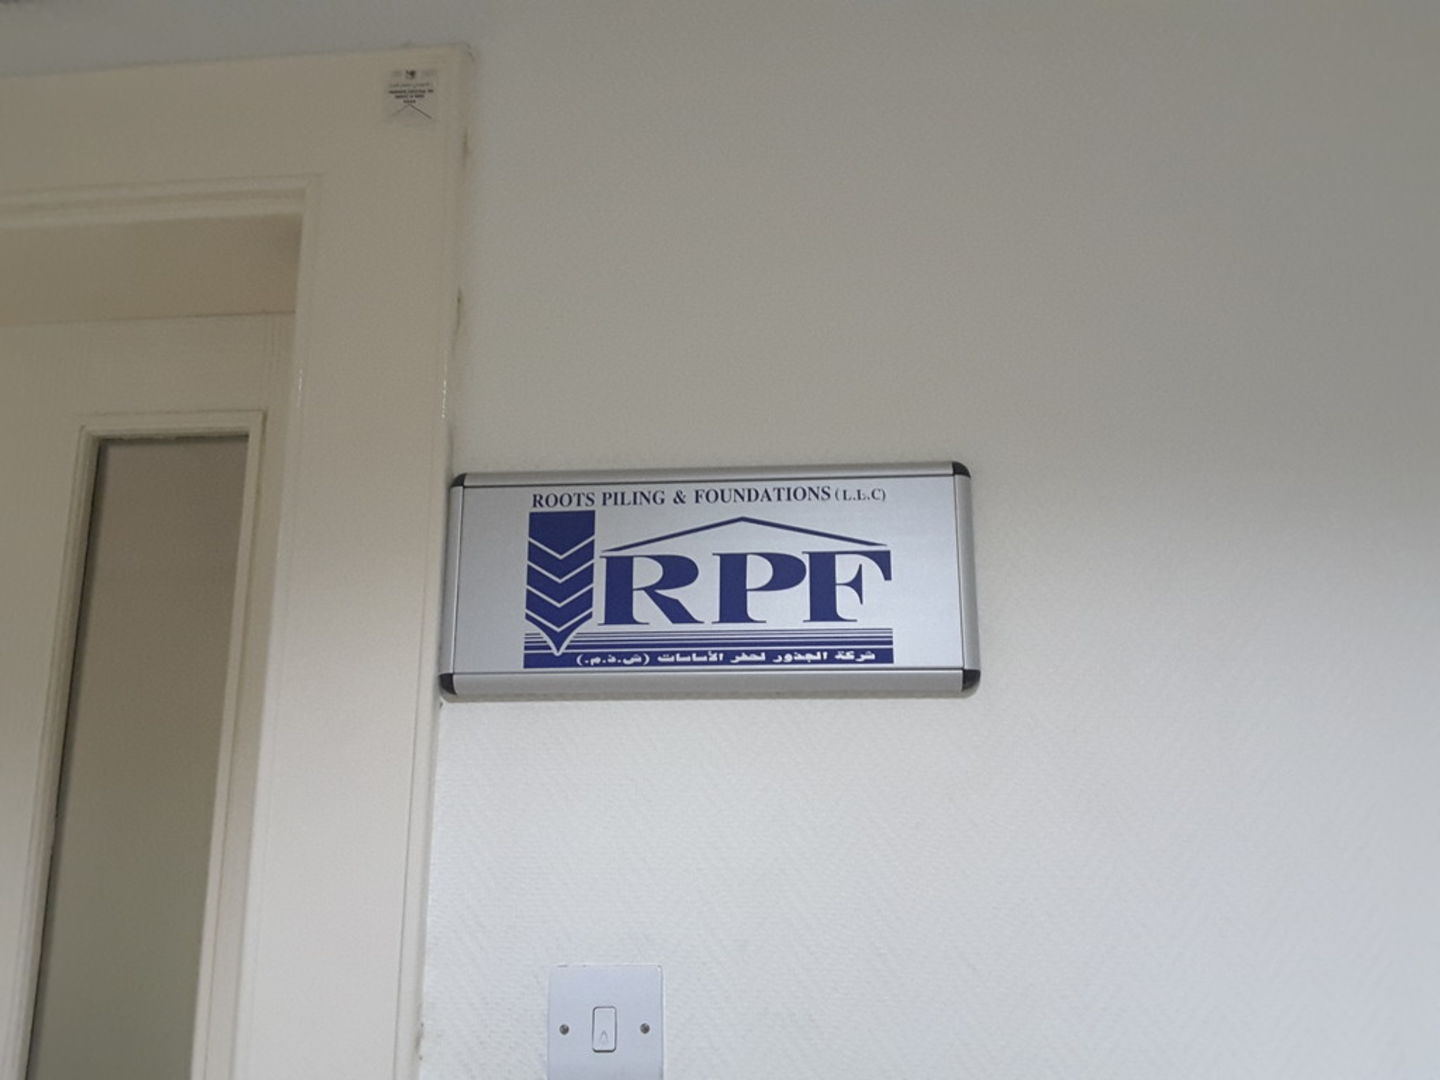 ROOTS PILING & FOUNDATIONS (L.L.C)
RPF
شركة الجذور لحفر الأساسات (ش.ذ.م.)